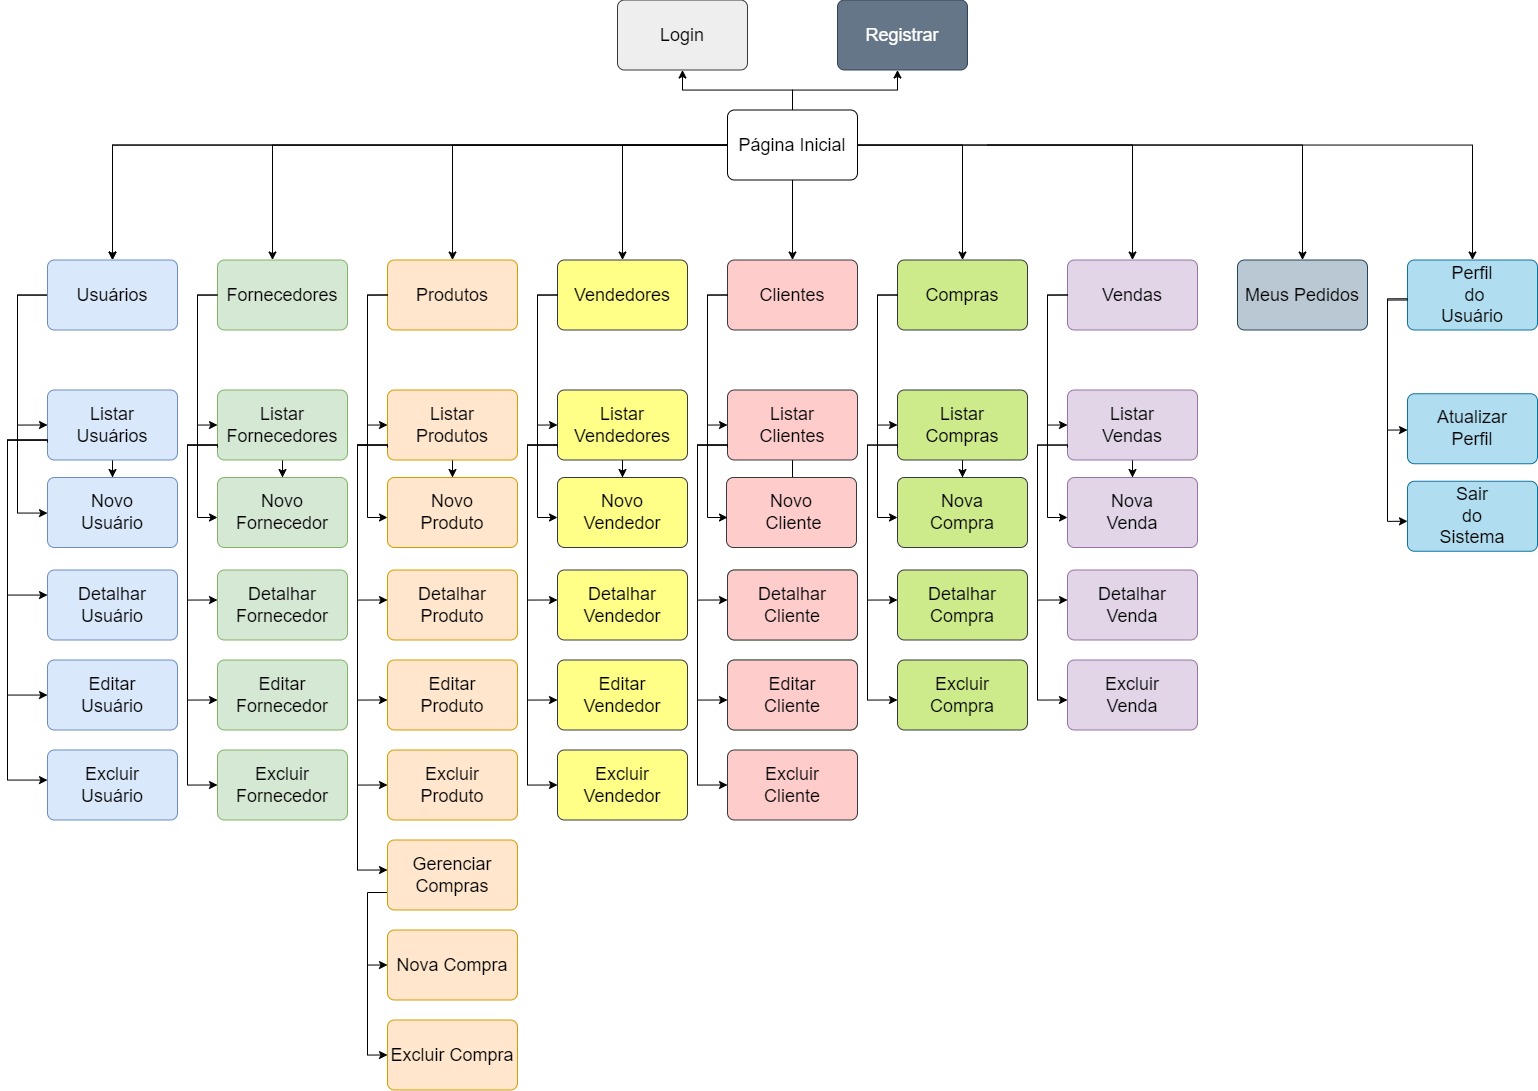 Login
Registrar
Página Inicial
Usuários
Fornecedores
Produtos
Vendedores
Clientes
Compras
Vendas
Meus Pedidos
Perfil
do
Usuário
Listar
Usuários
Listar
Fornecedores
Listar
Produtos
Listar
Vendedores
Listar
Clientes
Listar
Compras
Listar
Vendas
Atualizar
Perfil
Novo
Usuário
Novo
Fornecedor
Novo
Produto
Novo
Vendedor
Novo
Cliente
Nova
Compra
Nova
Venda
Sair
do
Sistema
Detalhar
Usuário
Detalhar
Fornecedor
Detalhar
Produto
Detalhar
Vendedor
Detalhar
Cliente
Detalhar
Compra
Detalhar
Venda
Editar
Usuário
Editar
Fornecedor
Editar
Produto
Editar
Vendedor
Editar
Cliente
Excluir
Compra
Excluir
Venda
Excluir
Usuário
Excluir
Fornecedor
Excluir
Produto
Excluir
Vendedor
Excluir
Cliente
Gerenciar
Compras
Nova Compra
Excluir Compra